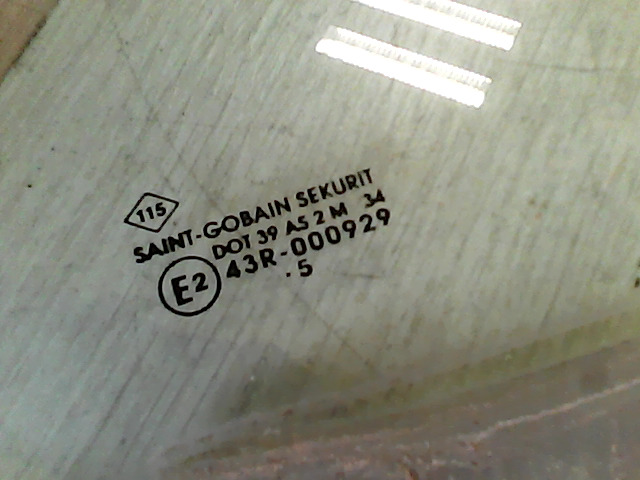 115
SAINT-GOBAIN SEKURIT
DOT 39 AS 2 M 34
E2 43R-000929
.5